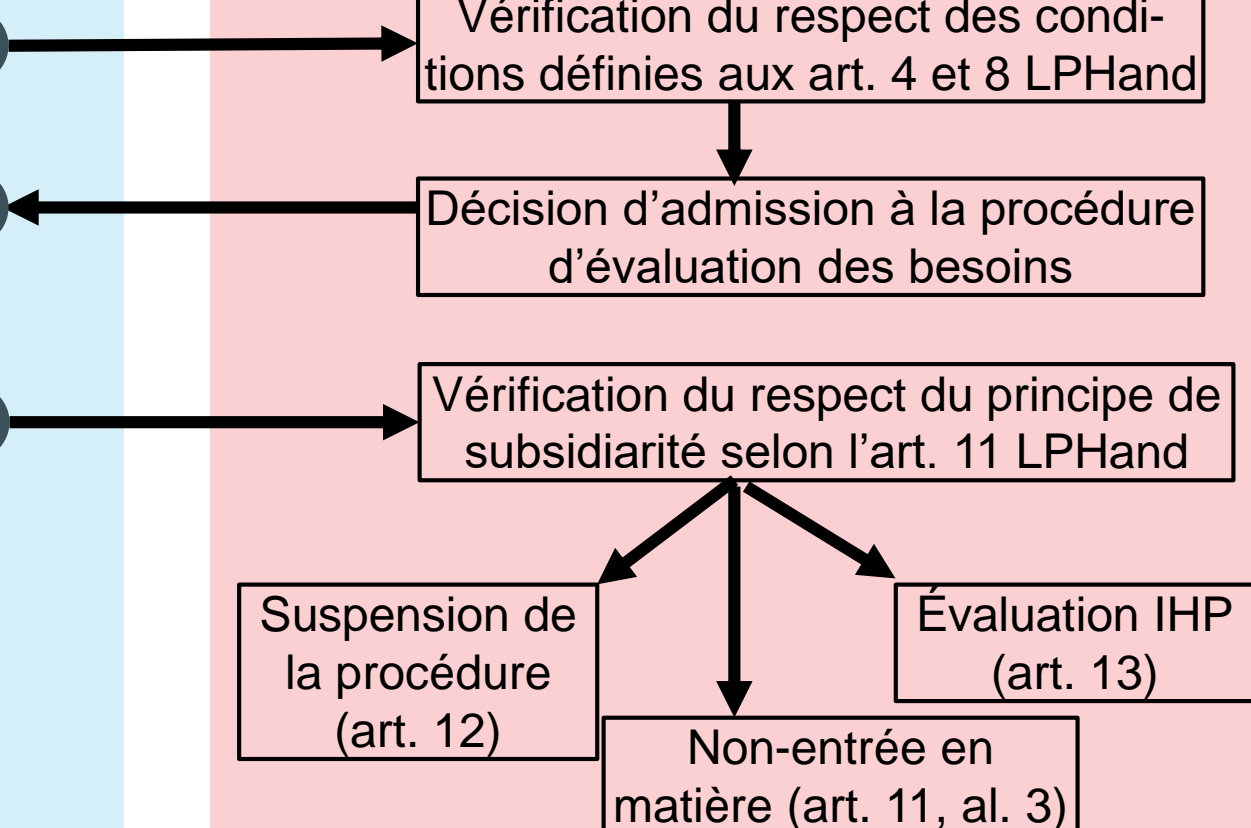 Vérification du respect des condi-
tions définies aux art. 4 et 8 LPHand
Décision d’admission à la procédure
d’évaluation des besoins
Vérification du respect du principe de
subsidiarité selon l’art. 11 LPHand
Suspension de
la procédure
(art. 12)
Évaluation IHP
(art. 13)
Non-entrée en
matière (art. 11, al. 3)